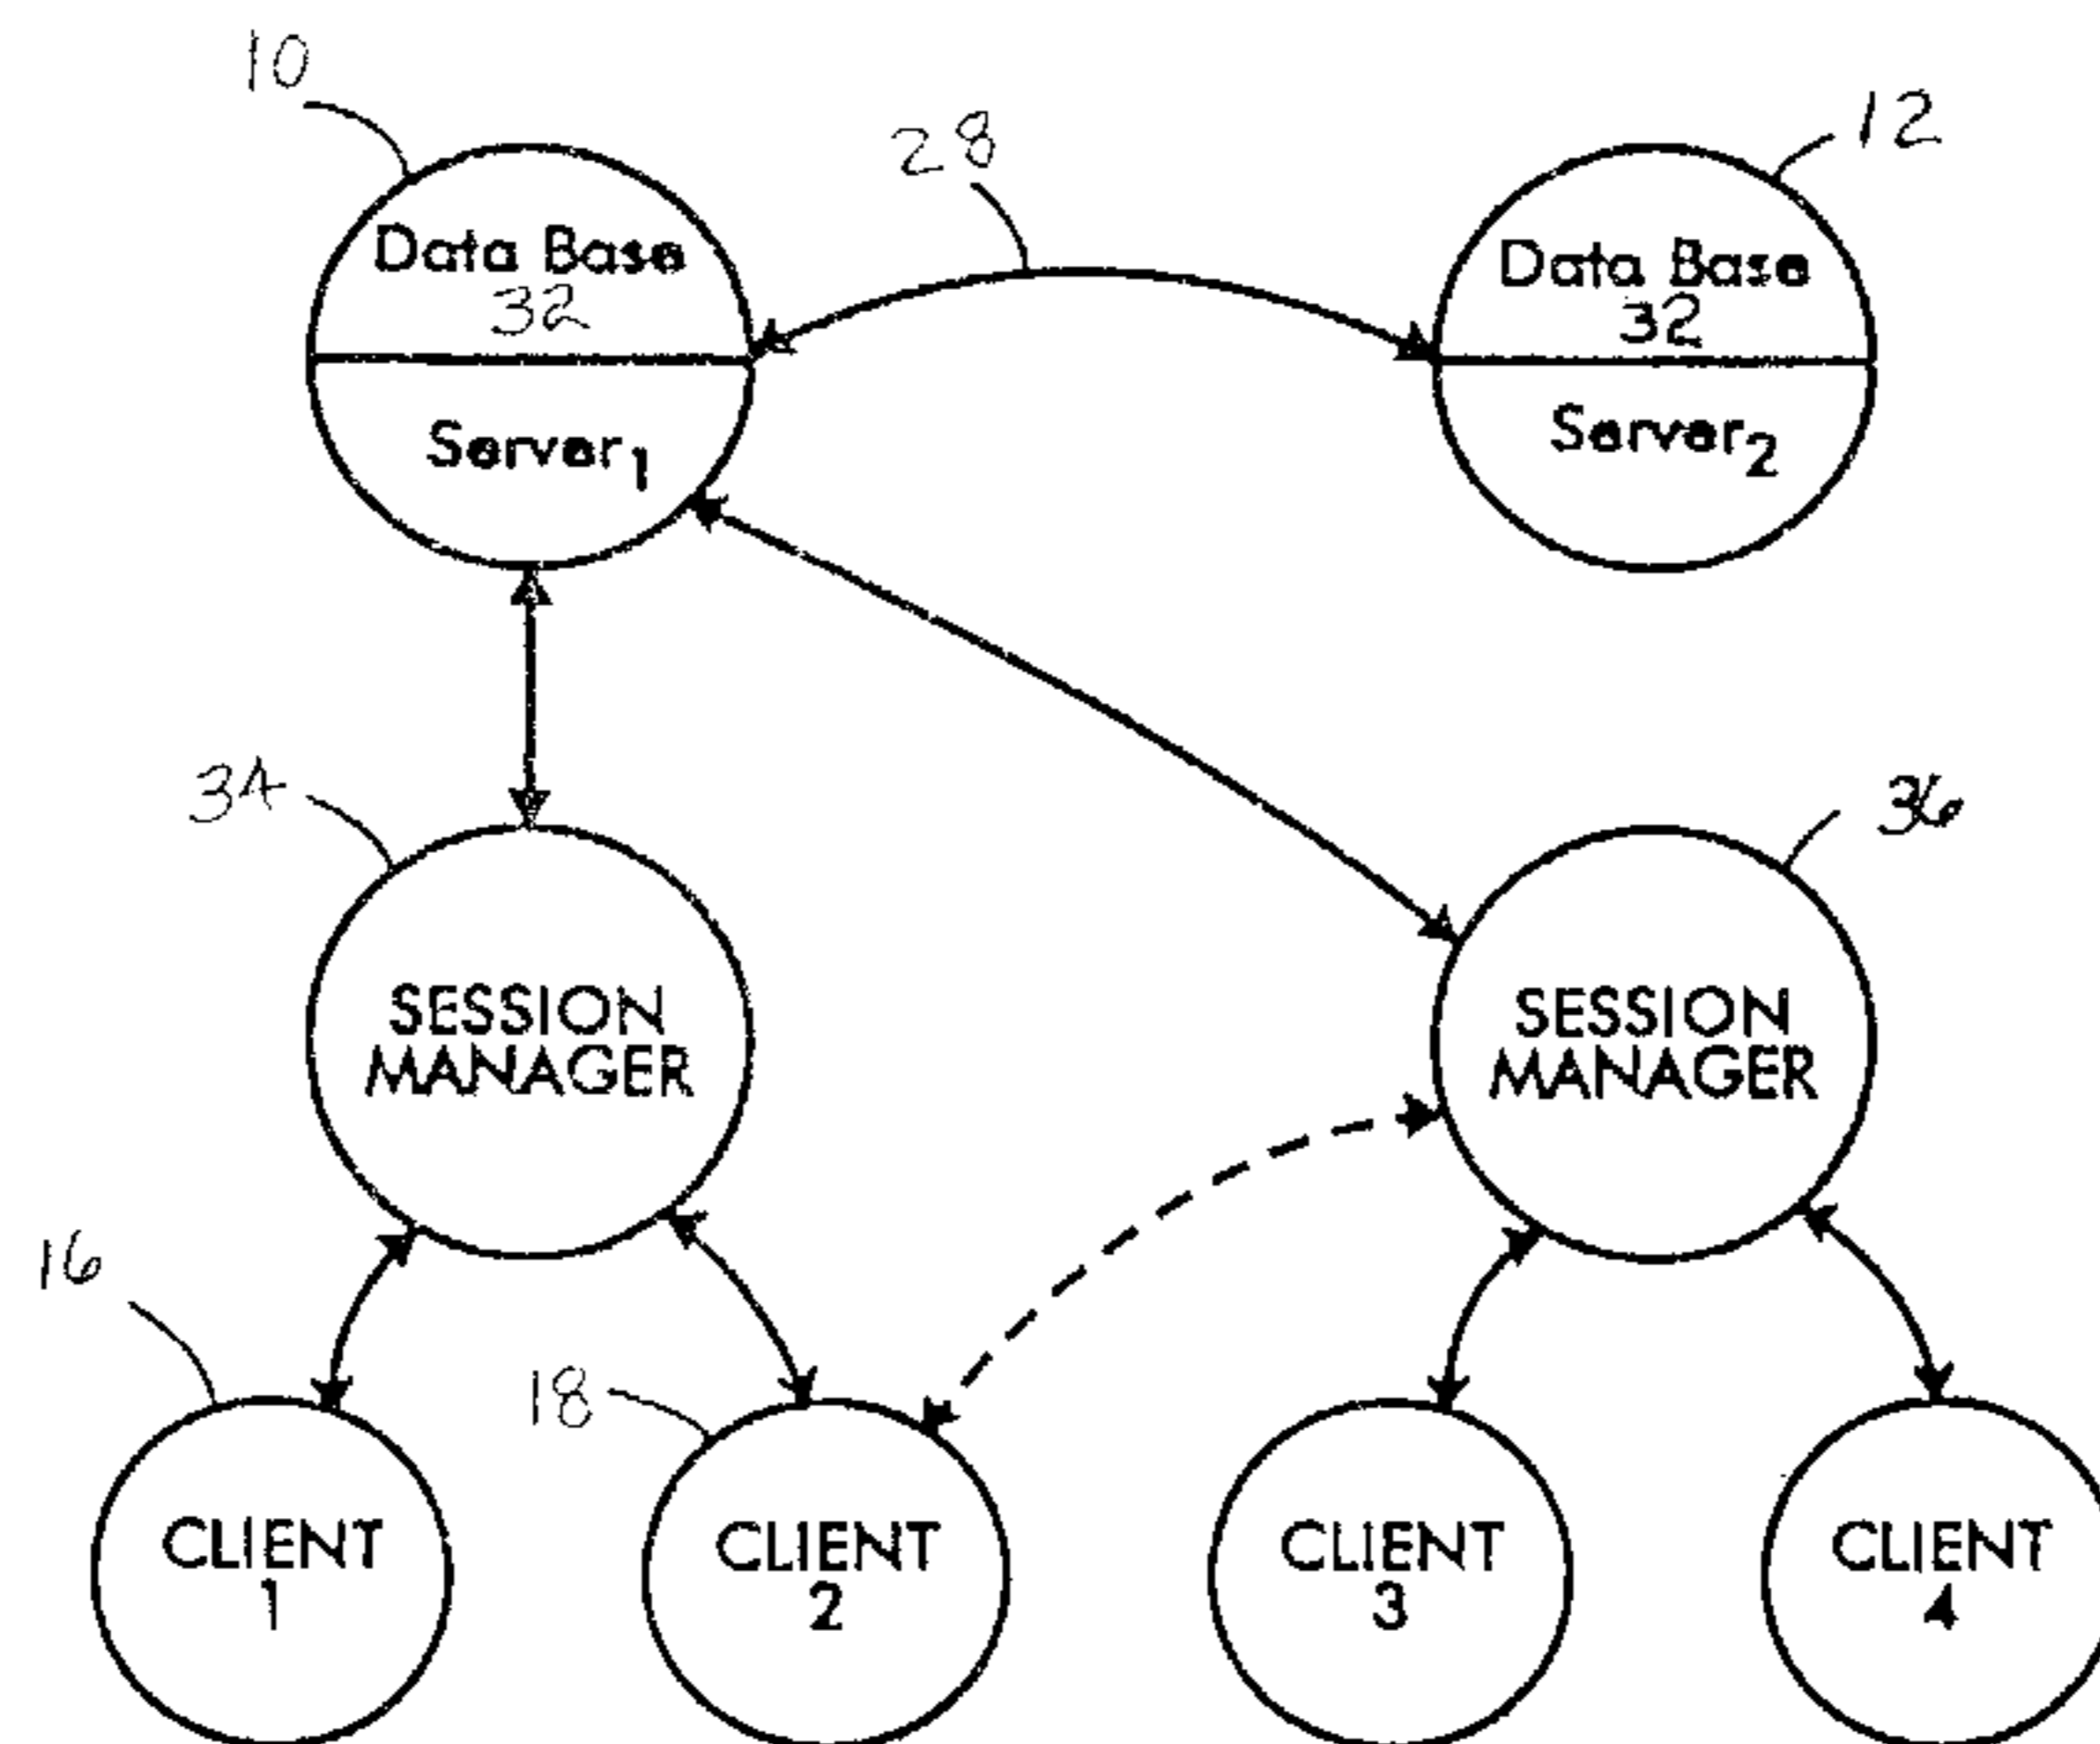 10
28
12
Data Base
32
Server1
Data Base
32
Server2
34
36
SESSION
MANAGER
SESSION
MANAGER
16
18
CLIENT
1
CLIENT
2
CLIENT
3
CLIENT
4